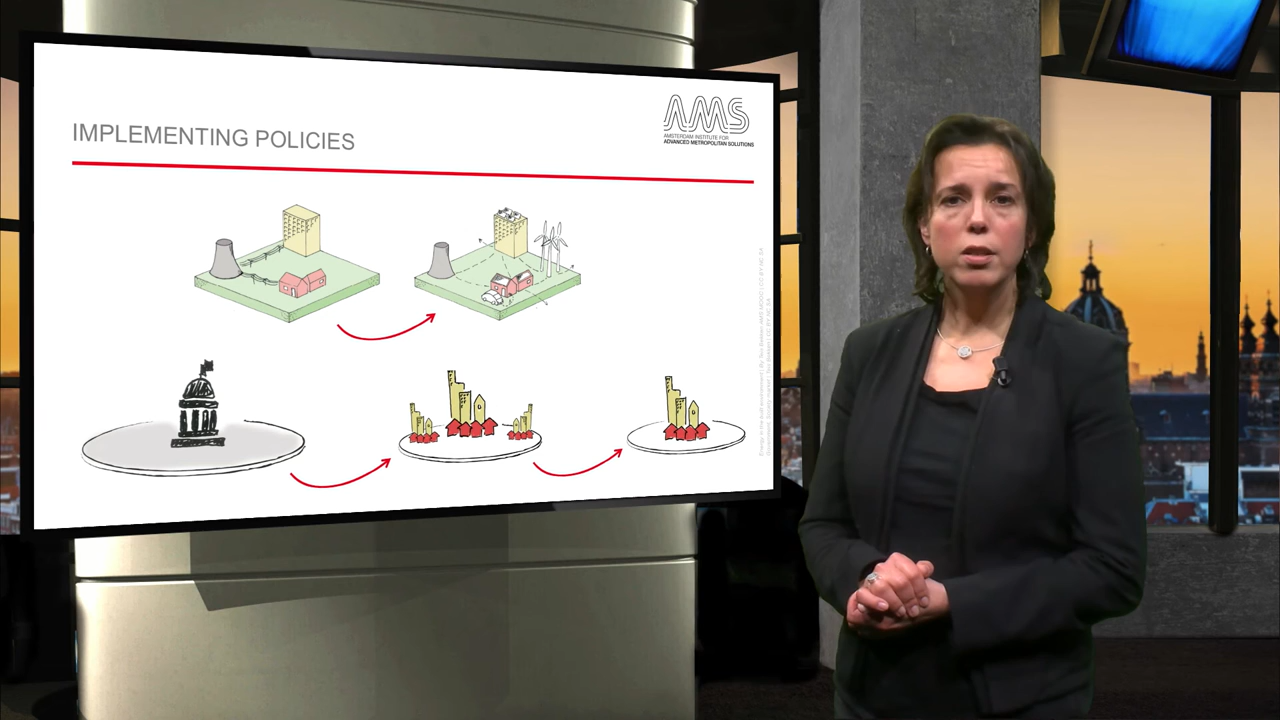 IMPLEMENTING POLICIES
AMS
AMSTERDAM INSTITUTE FOR
ADVANCED METROPOLITAN SOLUTIONS